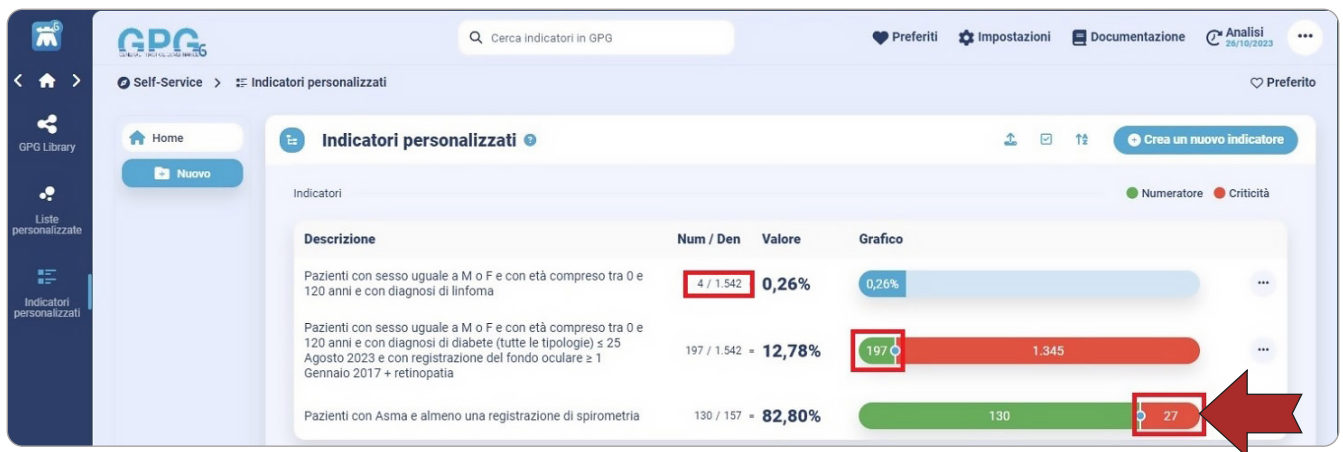 GPG
Cerca indicatori in GPG
Preferiti
Impostazioni
Documentazione
Analisi
26/10/2023
Self-Service > Indicatori personalizzati
Preferito
GPG Library
Liste
personalizzate
Indicatori
personalizzati
Home
Nuovo
Indicatori personalizzati
Crea un nuovo indicatore
Indicatori
Numeratore
Criticità
Descrizione Num / Den Valore Grafico
Pazienti con sesso uguale a M o F e con età compreso tra 0 e
120 anni e con diagnosi di linfoma
4 / 1.542 0,26% 0,26%
Pazienti con sesso uguale a M o F e con età compreso tra 0 e
120 anni e con diagnosi di diabete (tutte le tipologie) ≤ 25
Agosto 2023 e con registrazione del fondo oculare ≥ 1
Gennaio 2017 + retinopatia
197 / 1.542 = 12,78% 197 1.345
Pazienti con Asma e almeno una registrazione di spirometria
130 / 157 = 82,80% 130 27